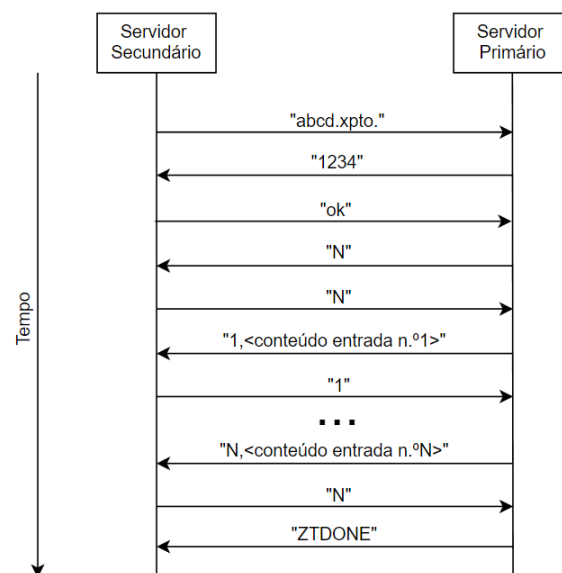 Servidor
Secundário
Servidor
Primário
"abcd.xpto."
"1234"
"ok"
"N"
"N"
"1,<conteúdo entrada n.º1>"
"1"
...
"N,<conteúdo entrada n.ºN>"
"N"
"ZTDONE"
Tempo